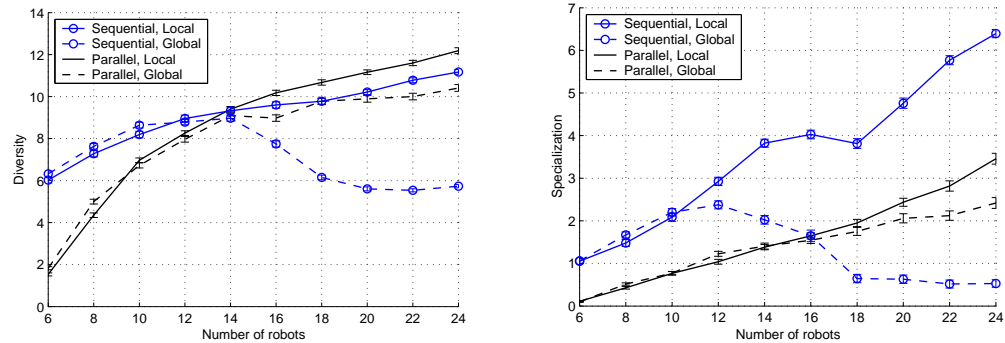 Sequential, Local
Sequential, Global
Parallel, Local
Parallel, Global
14
12
10
8
6
4
2
0
Diversity
6 8 10 12 14 16 18 20 22 24
Number of robots
Sequential, Local
Sequential, Global
Parallel, Local
Parallel, Global
7
6
5
4
3
2
1
0
Specialization
6 8 10 12 14 16 18 20 22 24
Number of robots